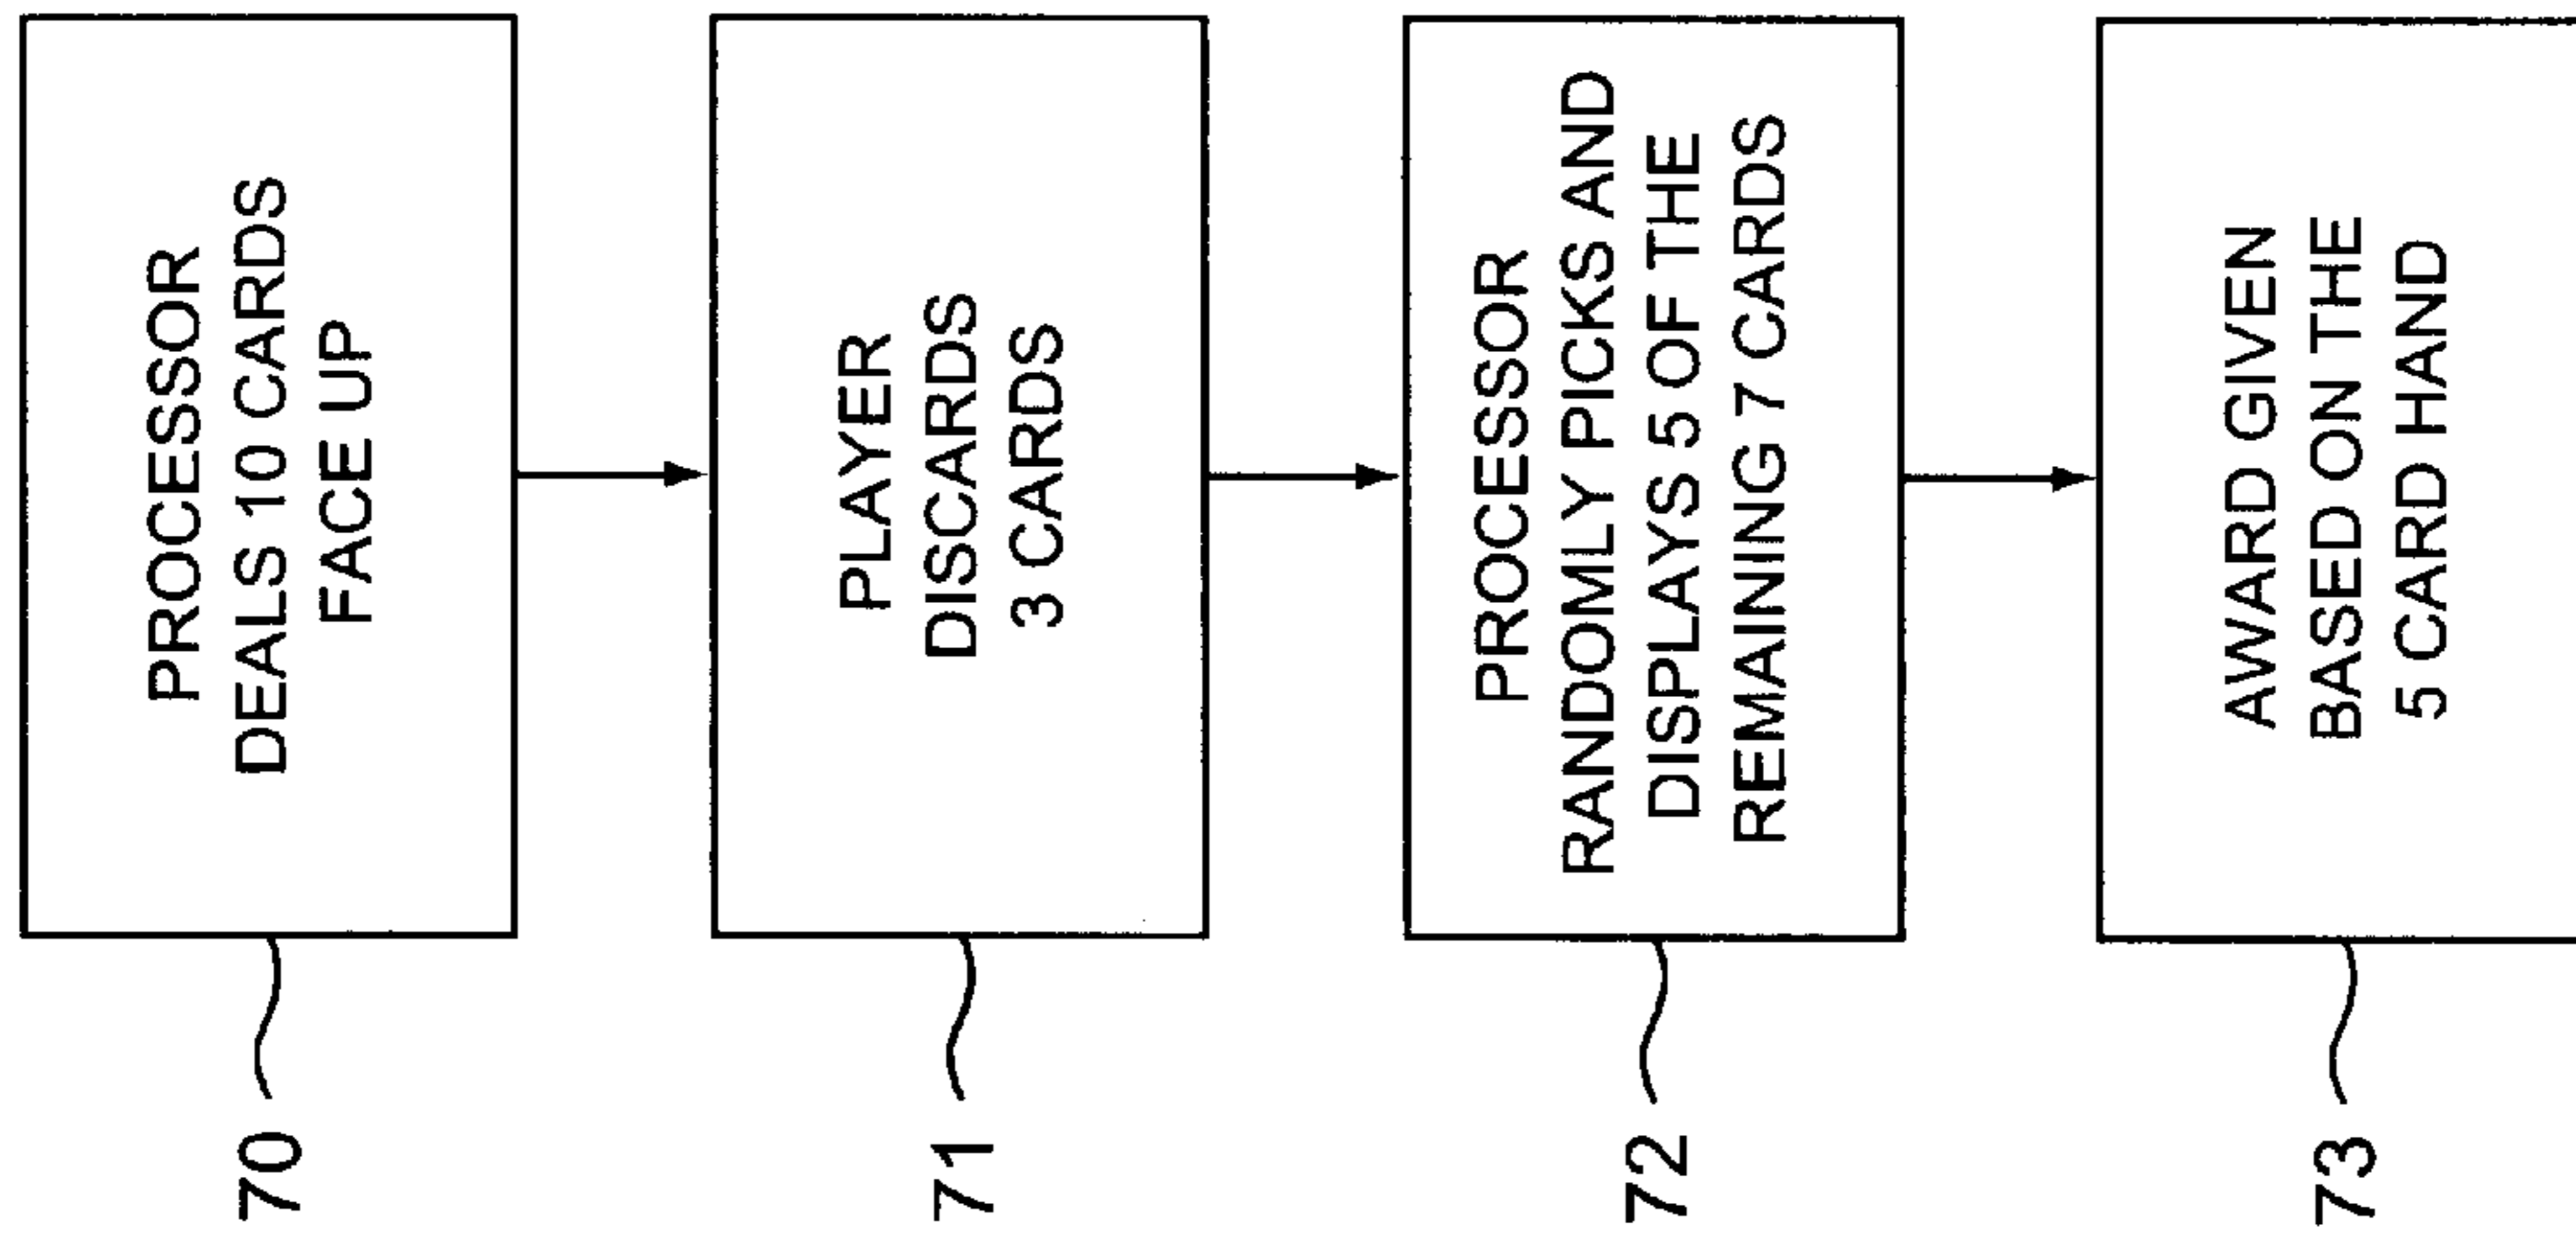 PROCESSOR
DEALS 10 CARDS
FACE UP
70
PLAYER
DISCARDS
3 CARDS
71
PROCESSOR
RANDOMLY PICKS AND
DISPLAYS 5 OF THE
REMAINING 7 CARDS
72
AWARD GIVEN
BASED ON THE
5 CARD HAND
73